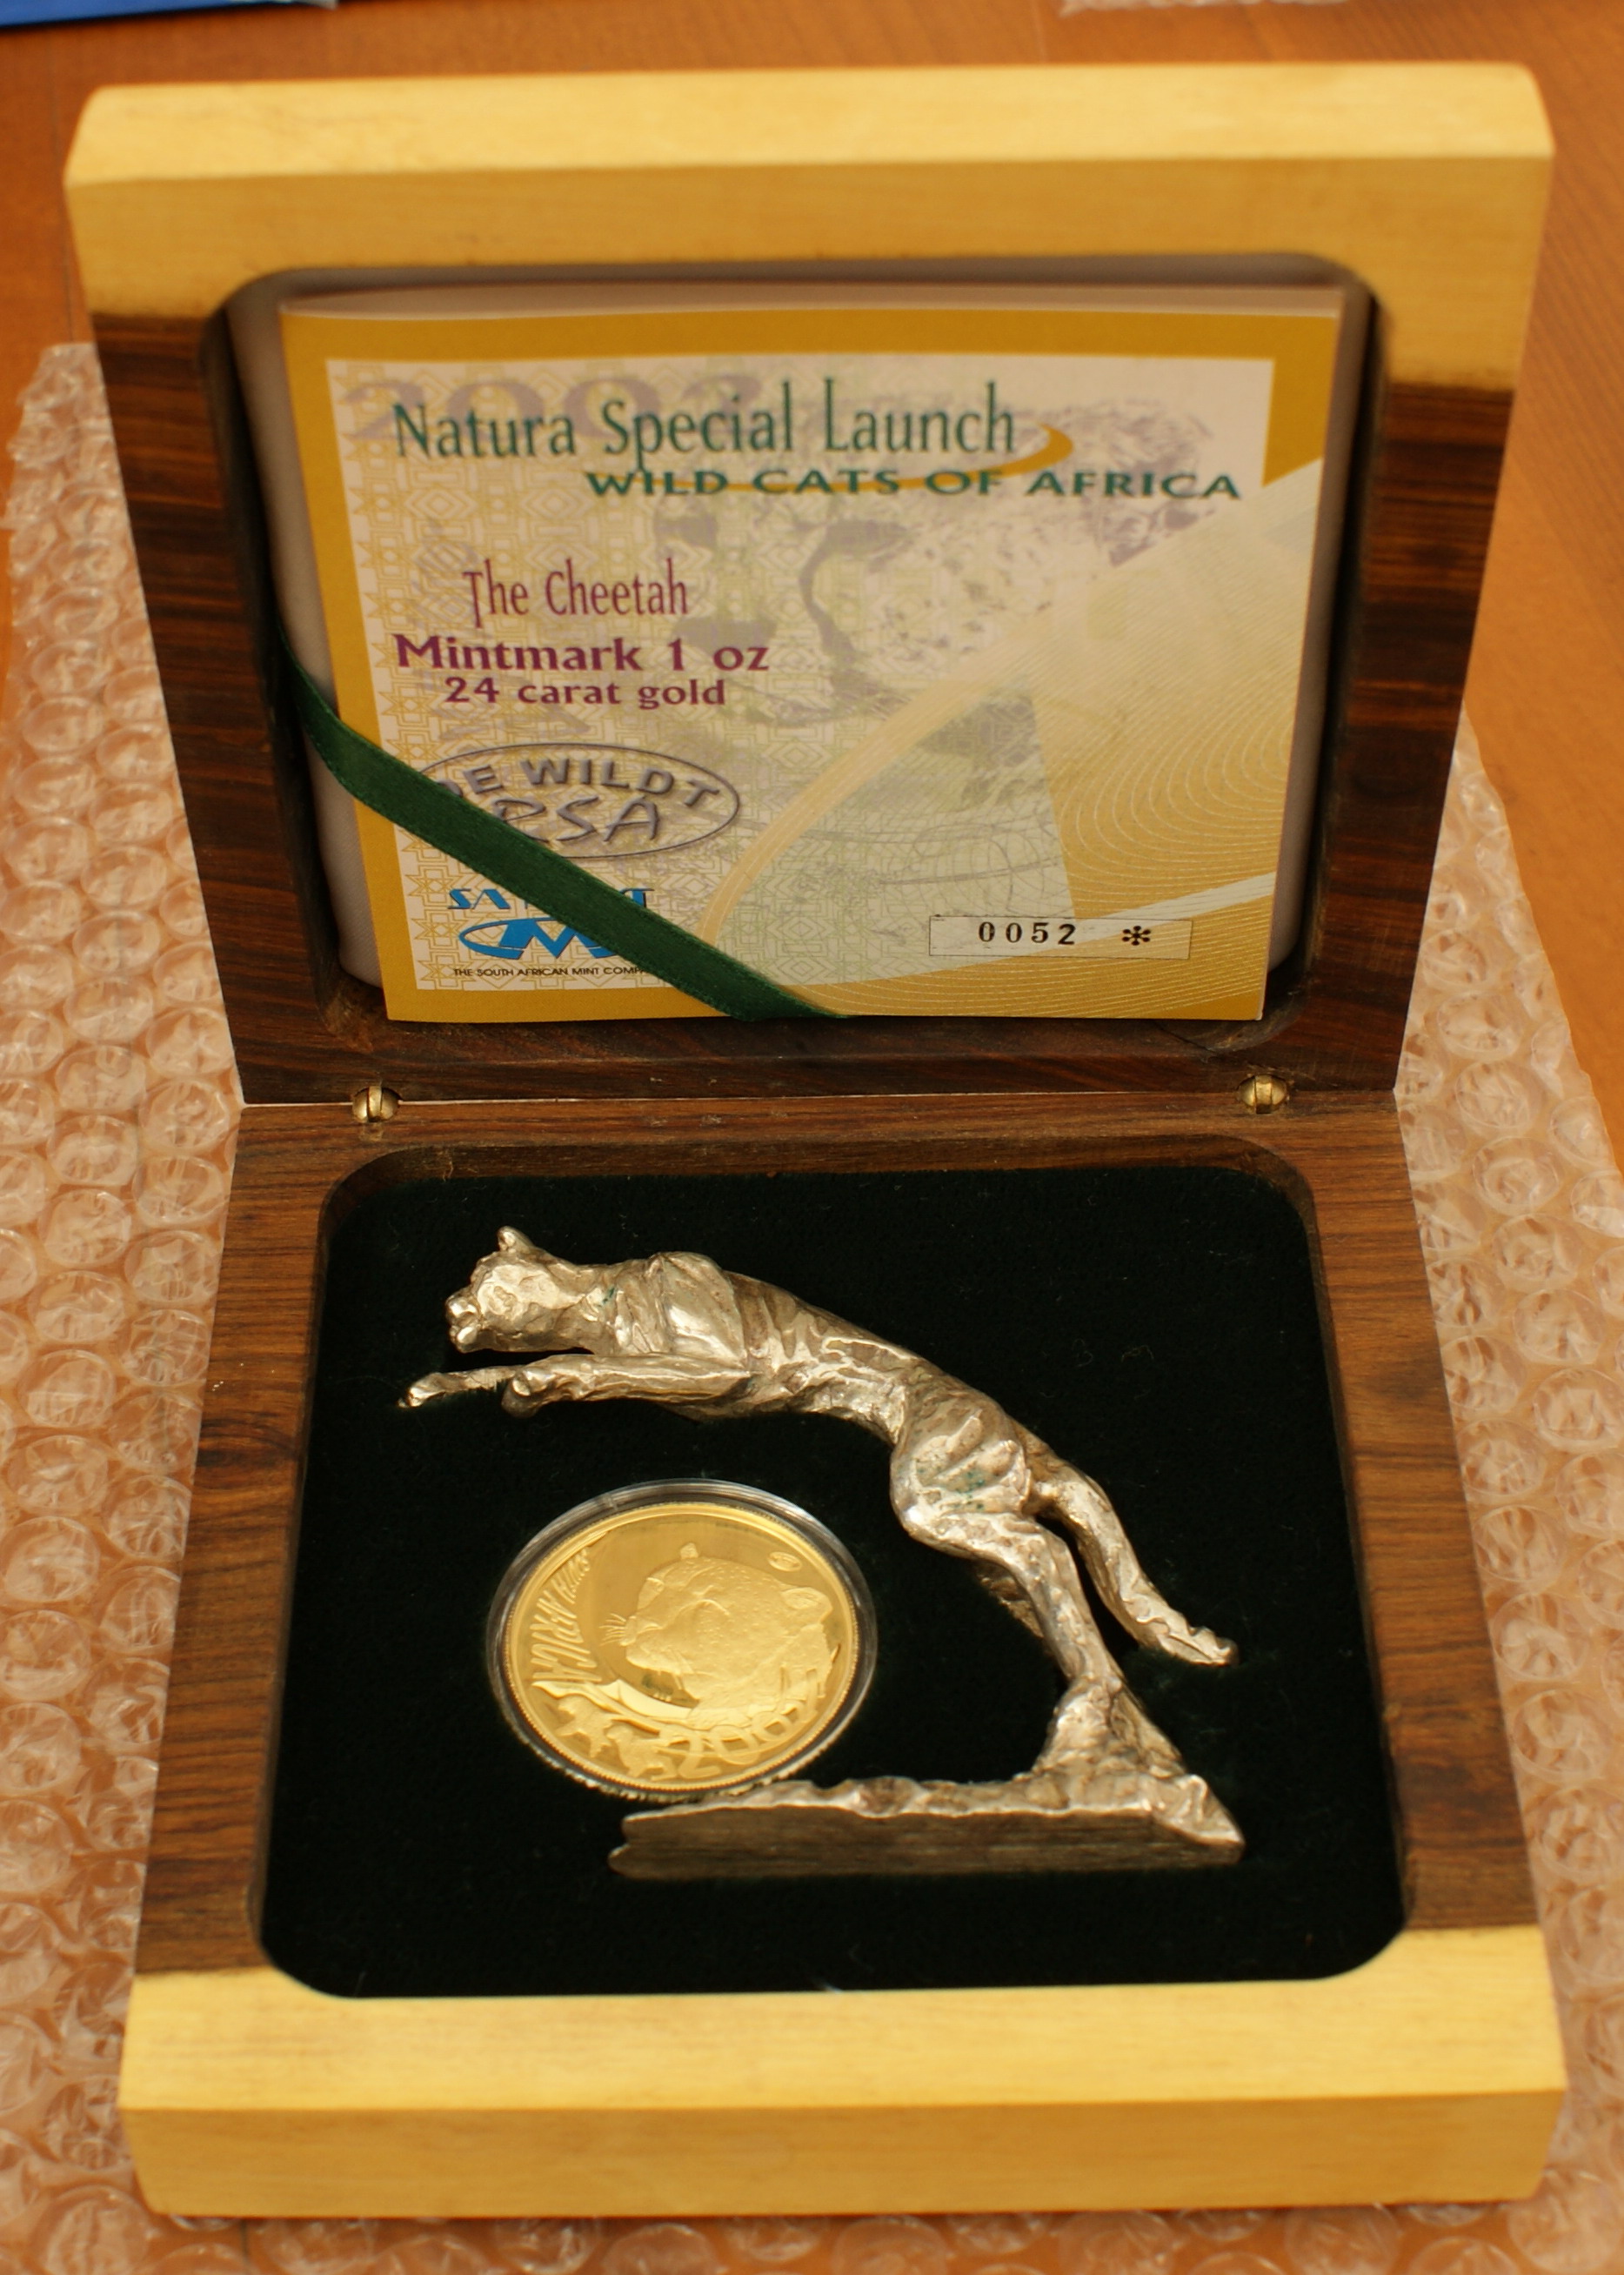 Natura Special Launch
WILD CATS OF AFRICA
The Cheetah
Mintmark 1 oz
24 carat gold
DE WILDT
RSA
THE SOUTH AFRICAN MINT
0052 *
2002